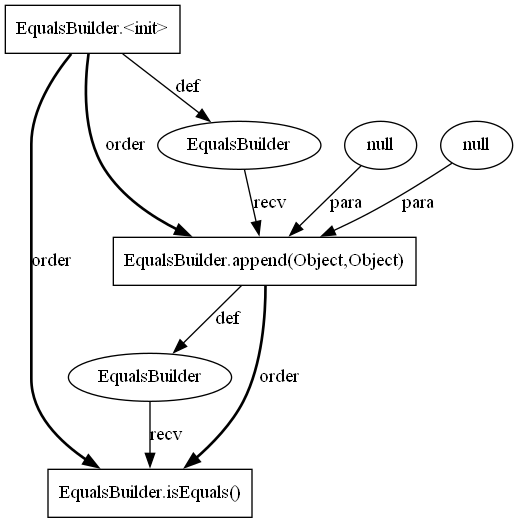 EqualsBuilder.<init>
def
order
EqualsBuilder
null
null
recv
para
para
order
EqualsBuilder.append(Object,Object)
def
EqualsBuilder
order
recv
EqualsBuilder.isEquals()